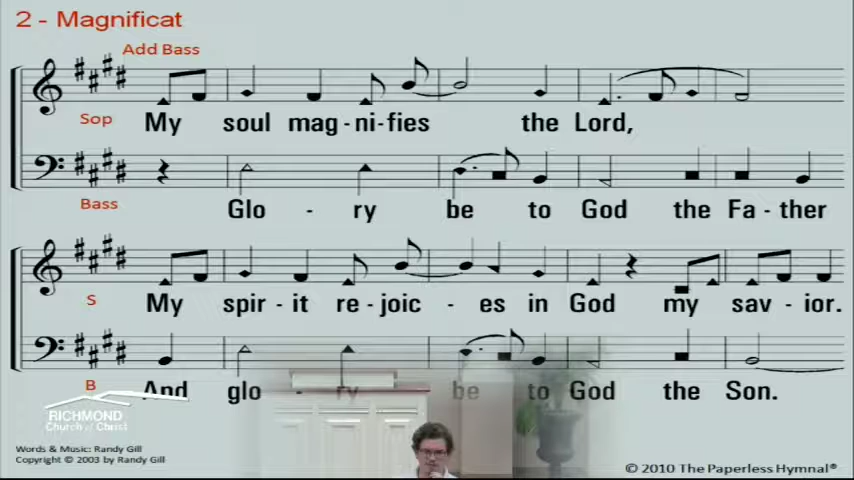 2 - Magnificat
Add Bass
Sop My soul mag-ni-fies the Lord,
Bass Glo - ry be to God the Fa-ther
S My spir-it re-joic - es in God my sav-ior.
B And glo - ry be to God the Son.
RICHMOND
Church of Christ
Words & Music: Randy Gill
Copyright © 2003 by Randy Gill
© 2010 The Paperless Hymnal®